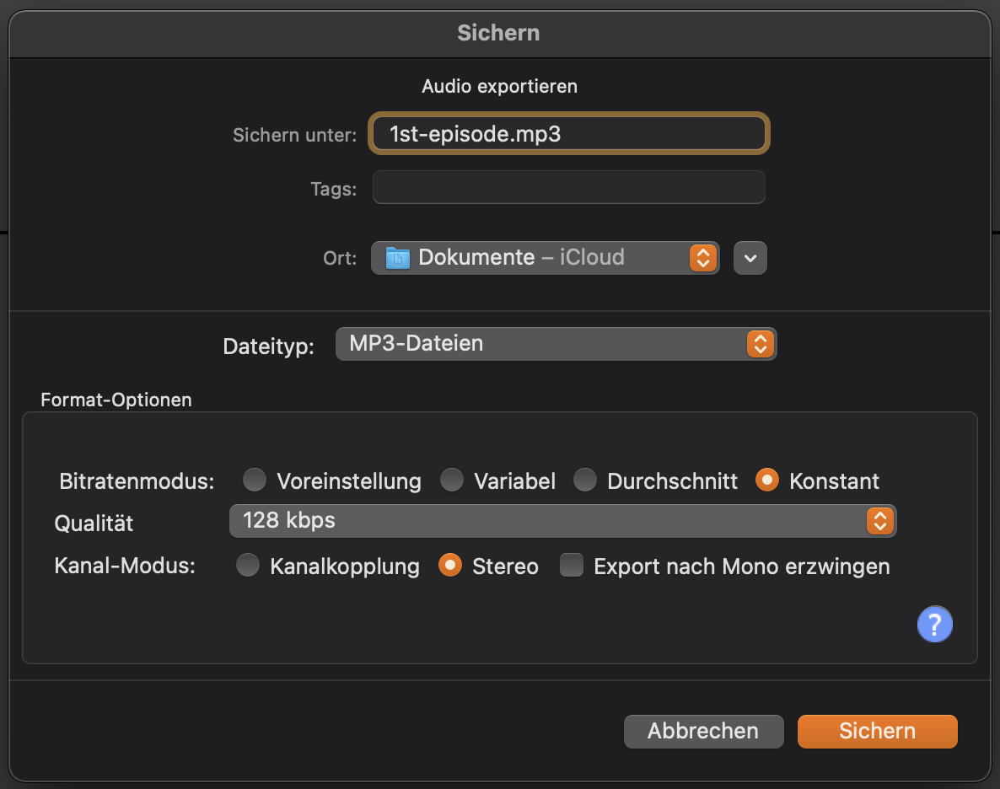 Sichern
Audio exportieren
Sichern unter: 1st-episode.mp3
Tags:
Ort: Dokumente – iCloud
Dateityp: MP3-Dateien
Format-Optionen
Bitratenmodus: Voreinstellung Variabel Durchschnitt Konstant
Qualität 128 kbps
Kanal-Modus: Kanalkopplung Stereo Export nach Mono erzwingen
?
Abbrechen Sichern